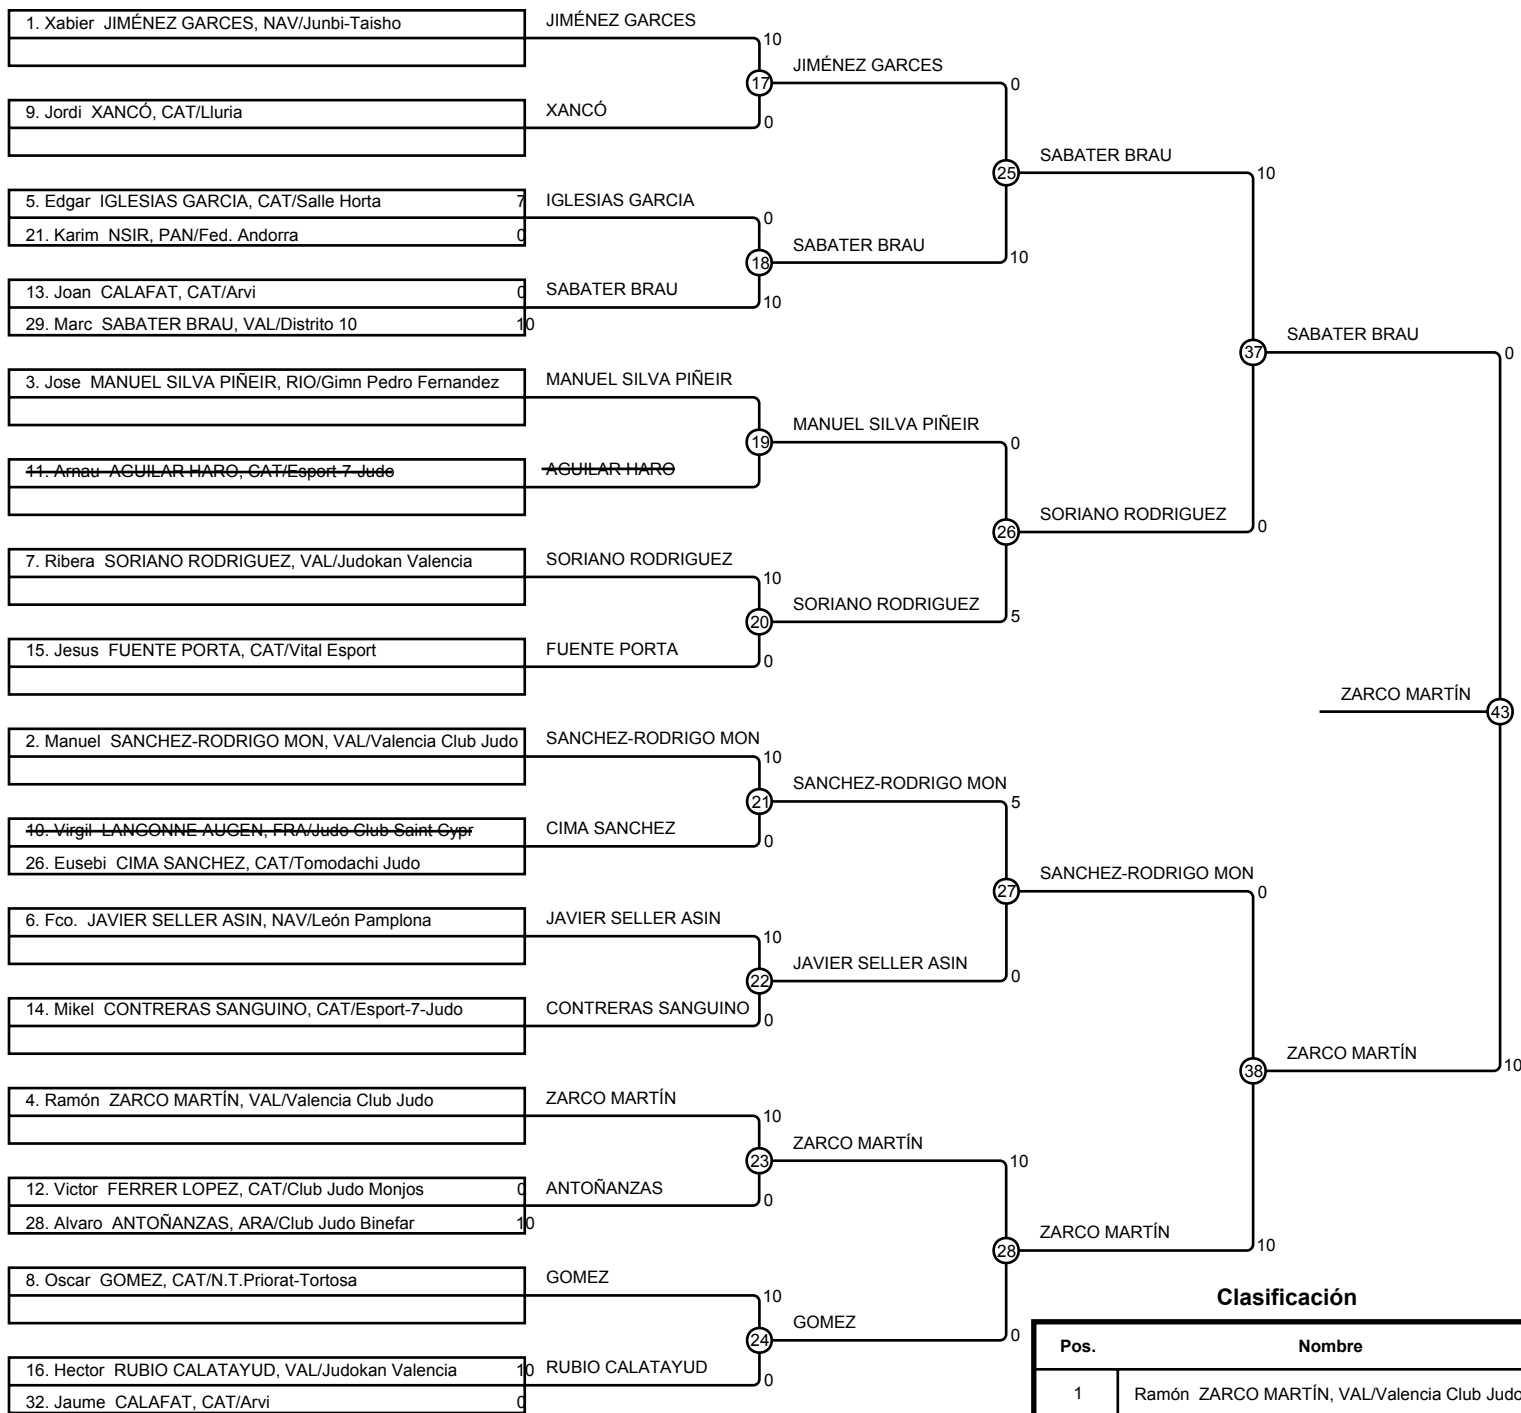 1. Xabier JIMÉNEZ GARCES, NAV/Junbi-Taisho
9. Jordi XANCÓ, CAT/Lluria
5. Edgar IGLESIAS GARCIA, CAT/Salle Horta 7
21. Karim NSIR, PAN/Fed. Andorra 0
13. Joan CALAFAT, CAT/Arvi 0
29. Marc SABATER BRAU, VAL/Distrito 10 10
3. Jose MANUEL SILVA PIÑEIR, RIO/Gimn Pedro Fernandez
11. Arnau AGUILAR HARO, CAT/Esport-7-Judo
7. Ribera SORIANO RODRIGUEZ, VAL/Judokan Valencia
15. Jesus FUENTE PORTA, CAT/Vital Esport
2. Manuel SANCHEZ-RODRIGO MON, VAL/Valencia Club Judo
10. Virgil LANGONNE AUGEN, FRA/Judo Club Saint Cypr
26. Eusebi CIMA SANCHEZ, CAT/Tomodachi Judo
6. Fco. JAVIER SELLER ASIN, NAV/León Pamplona
14. Mikel CONTRERAS SANGUINO, CAT/Esport-7-Judo
4. Ramón ZARCO MARTÍN, VAL/Valencia Club Judo
12. Victor FERRER LOPEZ, CAT/Club Judo Monjos 0
28. Alvaro ANTOÑANZAS, ARA/Club Judo Binefar 10
8. Oscar GOMEZ, CAT/N.T.Priorat-Tortosa
16. Hector RUBIO CALATAYUD, VAL/Judokan Valencia 10
32. Jaume CALAFAT, CAT/Arvi 0
JIMÉNEZ GARCES
10
17
XANCÓ
0
IGLESIAS GARCIA
0
18
SABATER BRAU
10
MANUEL SILVA PIÑEIR
19
AGUILAR HARO
SORIANO RODRIGUEZ
10
20
FUENTE PORTA
0
SANCHEZ-RODRIGO MON
10
21
CIMA SANCHEZ
0
JAVIER SELLER ASIN
10
22
CONTRERAS SANGUINO
0
ZARCO MARTÍN
10
23
ANTOÑANZAS
0
GOMEZ
10
24
RUBIO CALATAYUD
0
JIMÉNEZ GARCES
0
25
SABATER BRAU
10
MANUEL SILVA PIÑEIR
0
26
SORIANO RODRIGUEZ
5
SANCHEZ-RODRIGO MON
5
27
JAVIER SELLER ASIN
0
ZARCO MARTÍN
10
28
GOMEZ
0
SABATER BRAU
10
37
SORIANO RODRIGUEZ
0
SANCHEZ-RODRIGO MON
0
38
ZARCO MARTÍN
10
SABATER BRAU
0
ZARCO MARTÍN
43
ZARCO MARTÍN
10
Clasificación
Pos. Nombre
1 Ramón ZARCO MARTÍN, VAL/Valencia Club Judo